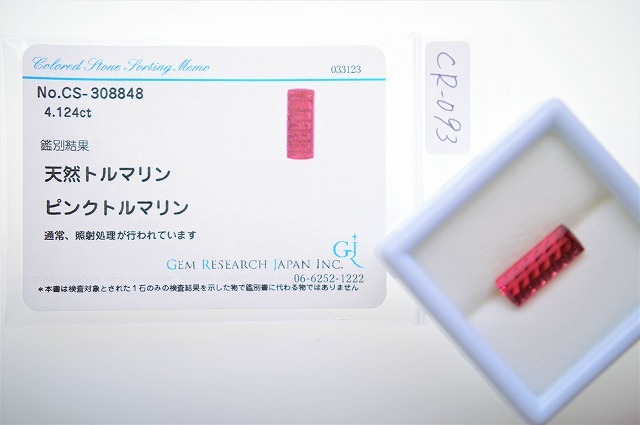 Colored Stone Sorting Memo
033123
No.CS-308848
4.124ct
鑑別結果
天然トルマリン
ピンクトルマリン
通常、照射処理が行われています
GJ
GEM RESEARCH JAPAN INC.
06-6252-1222
*本書は検査対象とされた1石のみの検査結果を示した物で鑑別書に代わる物ではありません
CR-093